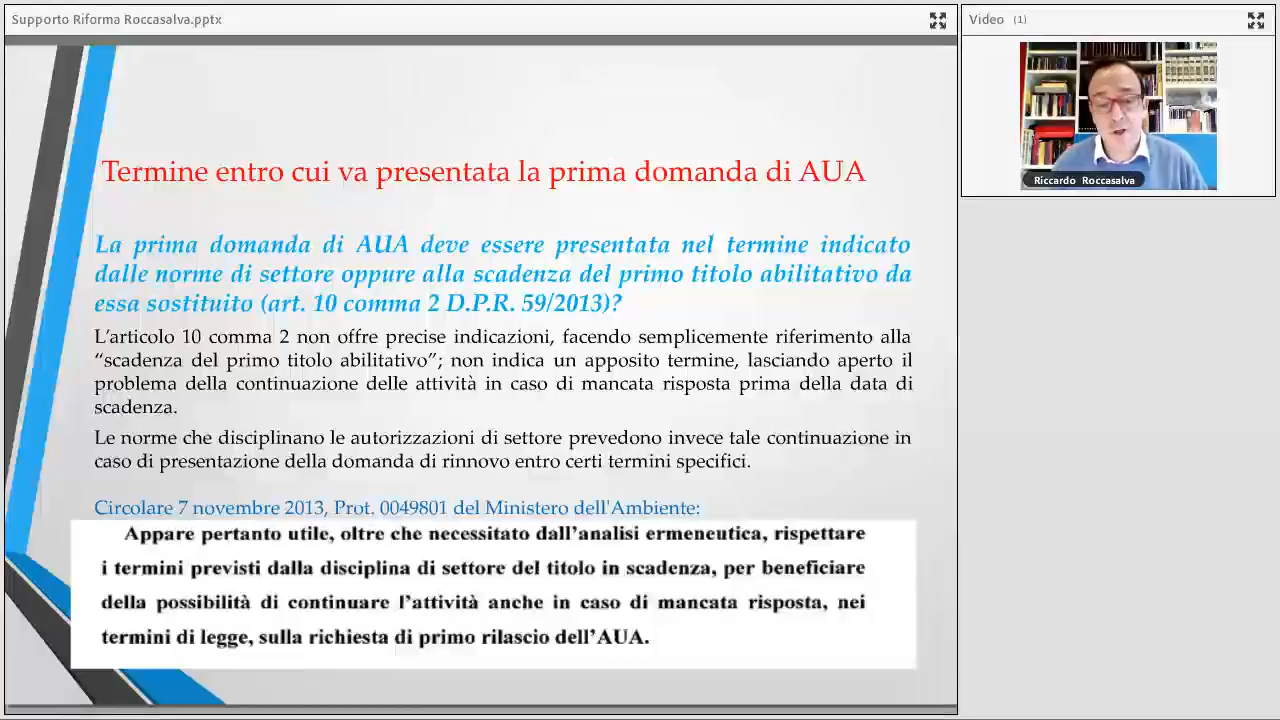 Supporto Riforma Roccasalva.pptx
Video (1)
Riccardo Roccasalva
Termine entro cui va presentata la prima domanda di AUA
La prima domanda di AUA deve essere presentata nel termine indicato
dalle norme di settore oppure alla scadenza del primo titolo abilitativo da
essa sostituito (art. 10 comma 2 D.P.R. 59/2013)?
L’articolo 10 comma 2 non offre precise indicazioni, facendo semplicemente riferimento alla
“scadenza del primo titolo abilitativo”; non indica un apposito termine, lasciando aperto il
problema della continuazione delle attività in caso di mancata risposta prima della data di
scadenza.
Le norme che disciplinano le autorizzazioni di settore prevedono invece tale continuazione in
caso di presentazione della domanda di rinnovo entro certi termini specifici.
Circolare 7 novembre 2013, Prot. 0049801 del Ministero dell'Ambiente:
Appare pertanto utile, oltre che necessitato dall’analisi ermeneutica, rispettare
i termini previsti dalla disciplina di settore del titolo in scadenza, per beneficiare
della possibilità di continuare l’attività anche in caso di mancata risposta, nei
termini di legge, sulla richiesta di primo rilascio dell’AUA.